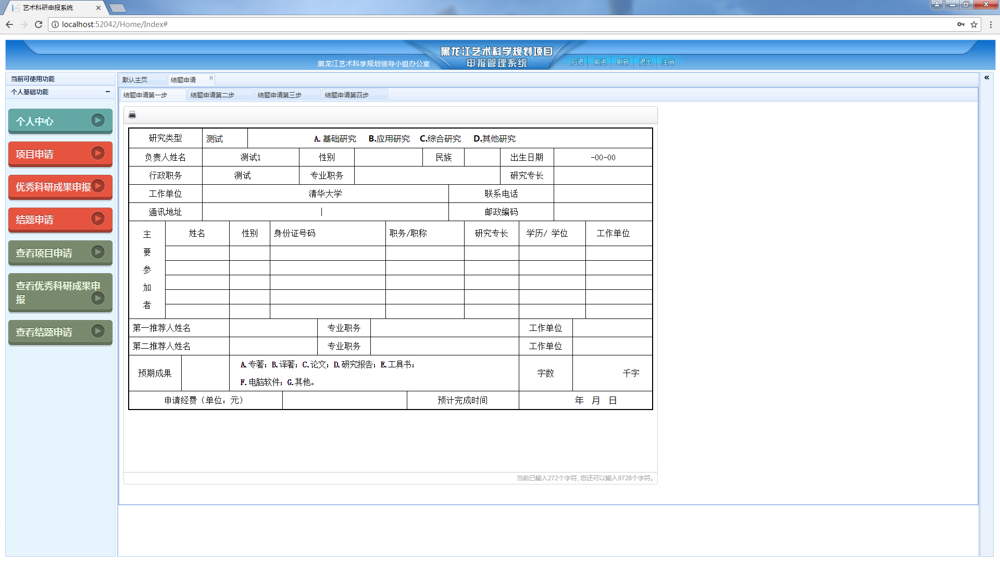 艺术科研申报系统
localhost:52042/Home/Index#
黑龙江艺术科学规划领导小组办公室
黑龙江艺术科学规划项目
申报管理系统
后退 前进 刷新 退出 注销
当前可使用功能
个人基础功能
个人中心
项目申请
优秀科研成果申报
结题申请
查看项目申请
查看优秀科研成果申
报
查看结题申请
默认主页 结题申请
结题申请第一步 结题申请第二步 结题申请第三步 结题申请第四步
研究类型 测试 A.基础研究 B.应用研究 C.综合研究 D.其他研究
负责人姓名 测试1 性别 民族 出生日期 -00-00
行政职务 测试 专业职务 研究专长
工作单位 清华大学 联系电话
通讯地址 邮政编码
主
要
参
加
者
姓名 性别 身份证号码 职务/职称 研究专长 学历/ 学位 工作单位
第一推荐人姓名 专业职务 工作单位
第二推荐人姓名 专业职务 工作单位
预期成果
A.专著；B.译著；C.论文；D.研究报告；E.工具书；
F.电脑软件；G.其他。
字数 千字
申请经费（单位：元） 预计完成时间 年 月 日
当前已输入272个字符, 您还可以输入9728个字符。